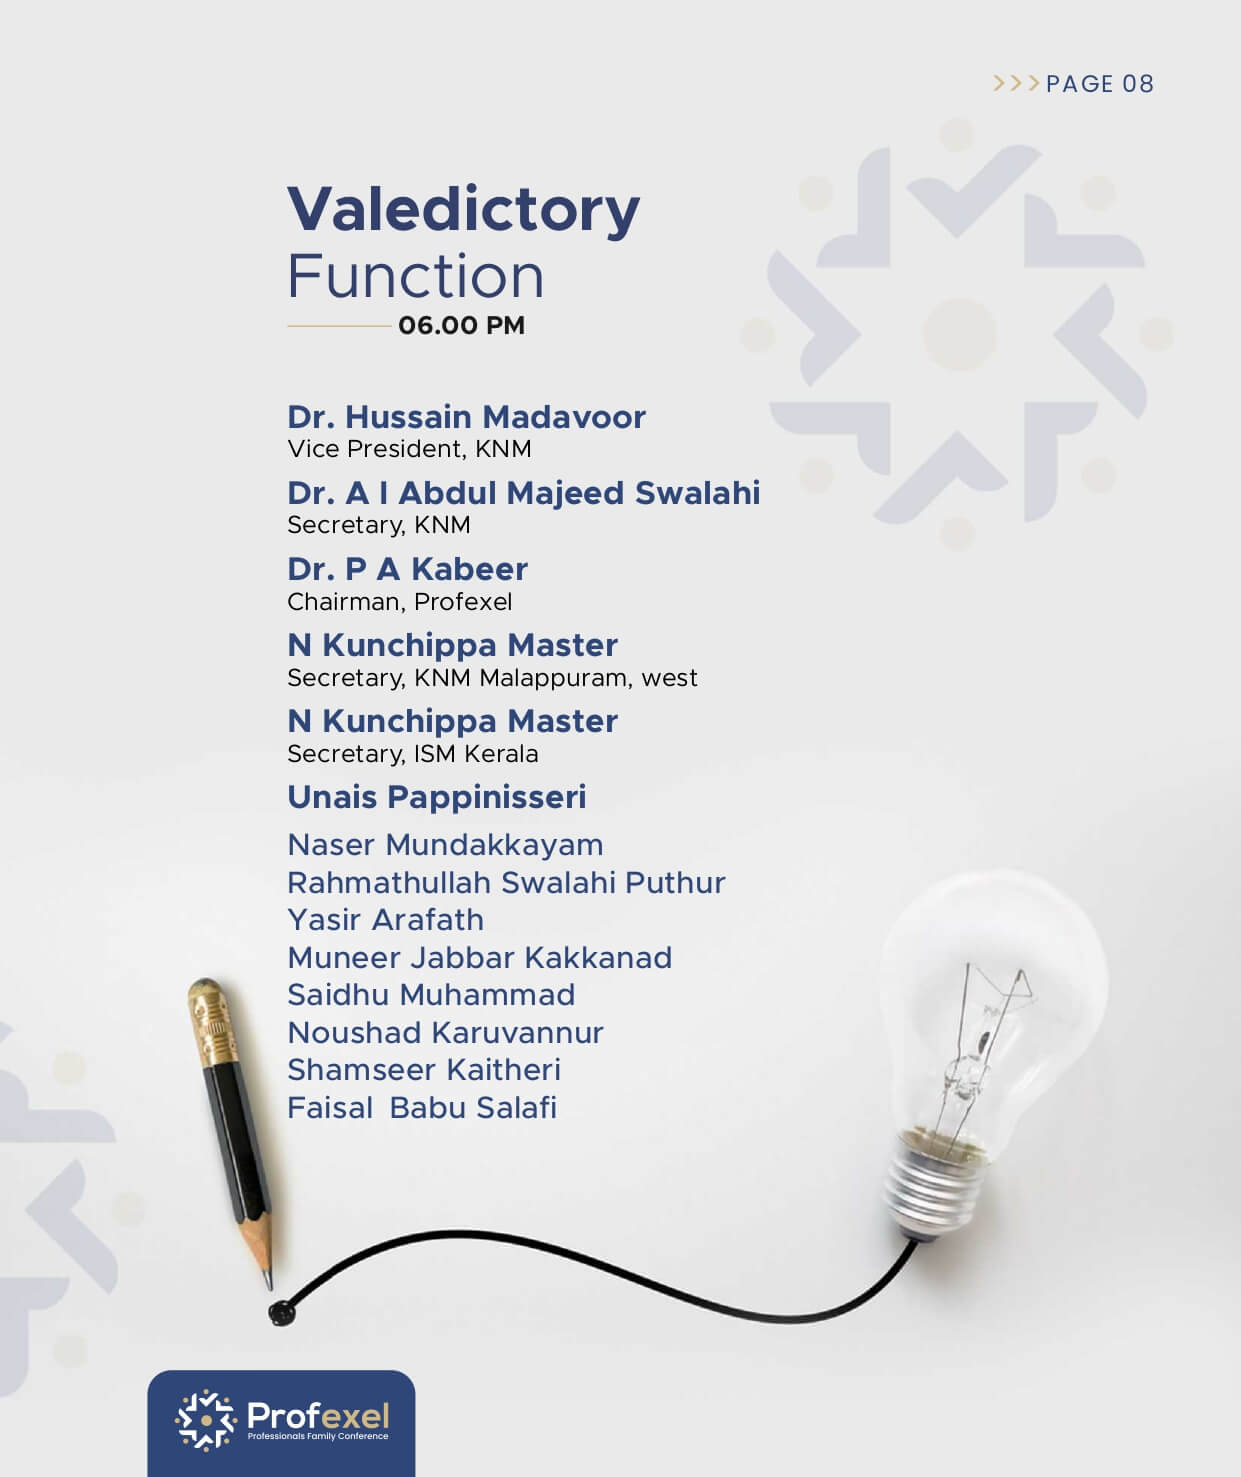 >>> PAGE 08
Valedictory
Function
06.00 PM
Dr. Hussain Madavoor
Vice President, KNM
Dr. A I Abdul Majeed Swalahi
Secretary, KNM
Dr. P A Kabeer
Chairman, Profexel
N Kunchippa Master
Secretary, KNM Malappuram, west
N Kunchippa Master
Secretary, ISM Kerala
Unais Pappinisseri
Naser Mundakkayam
Rahmathullah Swalahi Puthur
Yasir Arafath
Muneer Jabbar Kakkanad
Saidhu Muhammad
Noushad Karuvannur
Shamseer Kaitheri
Faisal Babu Salafi
Profexel
Professionals Family Conference